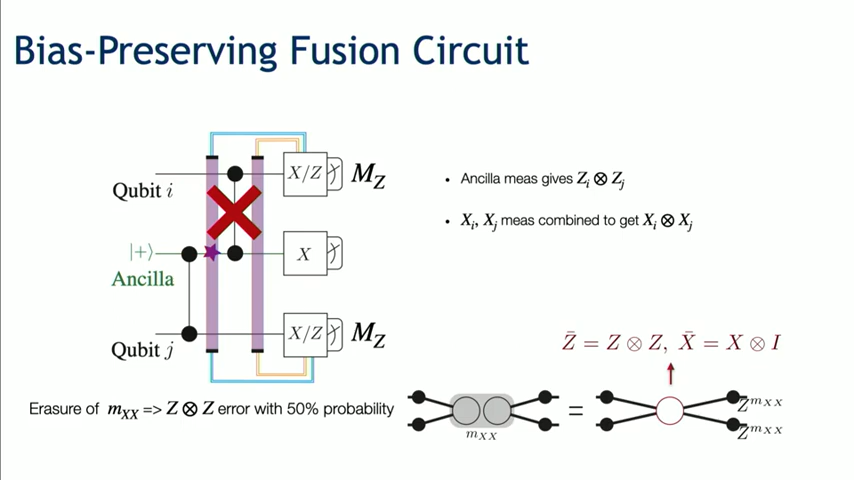 Bias-Preserving Fusion Circuit
Qubit i
X/Z
M_Z
|+⟩
Ancilla
X
Qubit j
X/Z
M_Z
• Ancilla meas gives Z_i ⊗ Z_j
• X_i, X_j meas combined to get X_i ⊗ X_j
Z̄ = Z ⊗ Z, X̄ = X ⊗ I
Erasure of m_XX => Z ⊗ Z error with 50% probability
m_XX
=
Z^{m_XX}
Z^{m_XX}